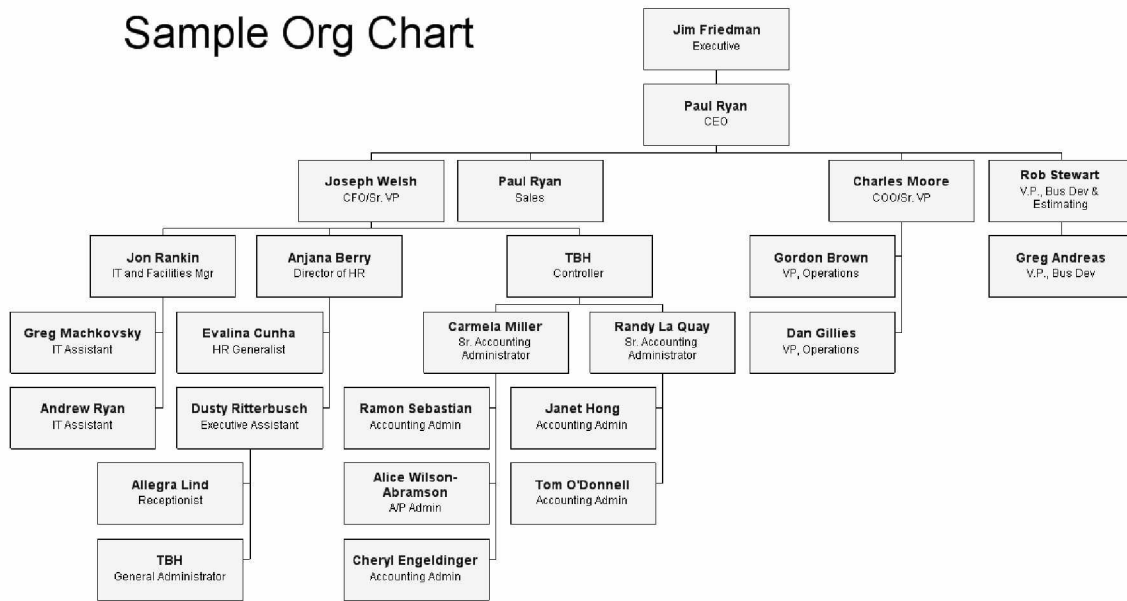 Sample Org Chart
Jim Friedman
Executive
Paul Ryan
CEO
Joseph Welsh
CFO/Sr. VP
Paul Ryan
Sales
Charles Moore
COO/Sr. VP
Rob Stewart
V.P., Bus Dev &
Estimating
Jon Rankin
IT and Facilities Mgr
Anjana Berry
Director of HR
TBH
Controller
Gordon Brown
VP, Operations
Greg Andreas
V.P., Bus Dev
Greg Machkovsky
IT Assistant
Evalina Cunha
HR Generalist
Carmela Miller
Sr. Accounting
Administrator
Randy La Quay
Sr. Accounting
Administrator
Dan Gillies
VP, Operations
Andrew Ryan
IT Assistant
Dusty Ritterbusch
Executive Assistant
Ramon Sebastian
Accounting Admin
Janet Hong
Accounting Admin
Allegra Lind
Receptionist
Alice Wilson-
Abramson
A/P Admin
Tom O'Donnell
Accounting Admin
TBH
General Administrator
Cheryl Engeldinger
Accounting Admin